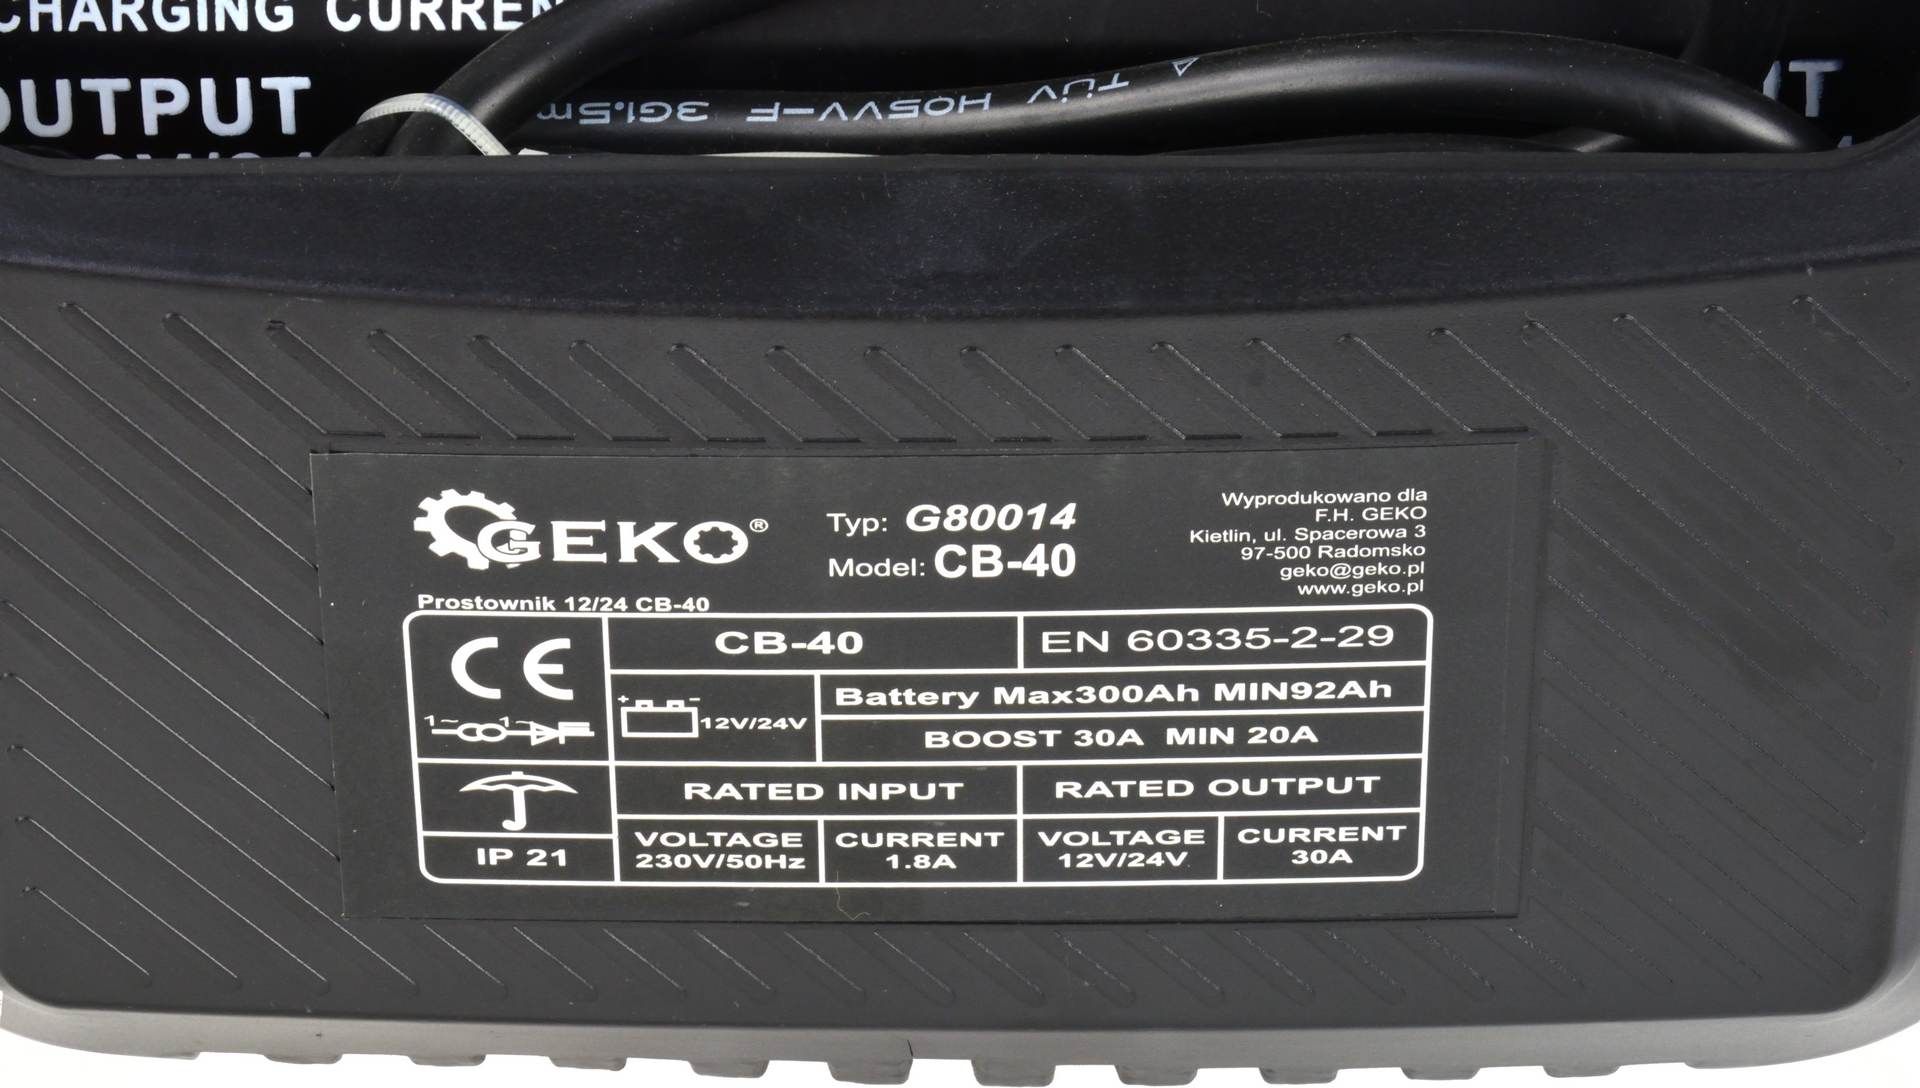 CHARGING CURREN
OUTPUT
TÜV H05VV-F 3G1.5m
GEKO®
Typ: G80014
Model: CB-40
Wyprodukowano dla
F.H. GEKO
Kietlin, ul. Spacerowa 3
97-500 Radomsko
geko@geko.pl
www.geko.pl
Prostownik 12/24 CB-40
CE
CB-40
EN 60335-2-29
1~ 1~
+ -
12V/24V
Battery Max300Ah MIN92Ah
BOOST 30A MIN 20A
RATED INPUT
RATED OUTPUT
IP 21
VOLTAGE
230V/50Hz
CURRENT
1.8A
VOLTAGE
12V/24V
CURRENT
30A